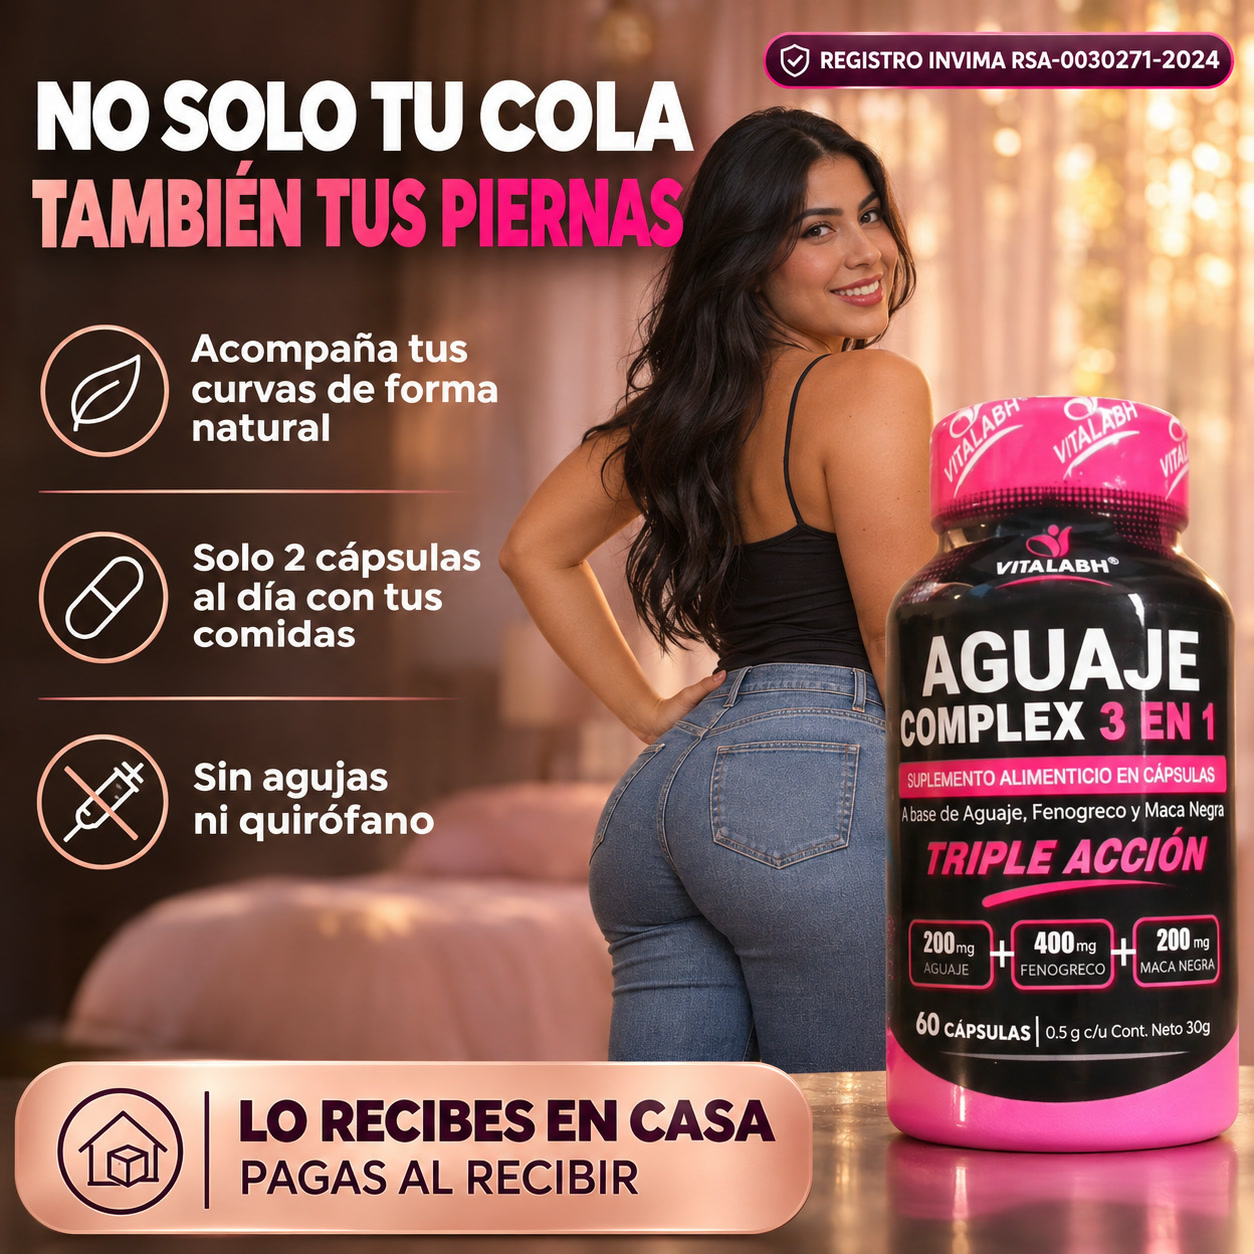 REGISTRO INVIMA RSA-0030271-2024
NO SOLO TU COLA
TAMBIÉN TUS PIERNAS
Acompaña tus
curvas de forma
natural
Solo 2 cápsulas
al día con tus
comidas
Sin agujas
ni quirófano
VITALABH
VITALABH
VITALABH®
AGUAJE
COMPLEX 3 EN 1
SUPLEMENTO ALIMENTICIO EN CÁPSULAS
A base de Aguaje, Fenogreco y Maca Negra
TRIPLE ACCIÓN
200mg + 400mg + 200mg
AGUAJE FENOGRECO MACA NEGRA
60 CÁPSULAS | 0.5 g c/u Cont. Neto 30g
LO RECIBES EN CASA
PAGAS AL RECIBIR